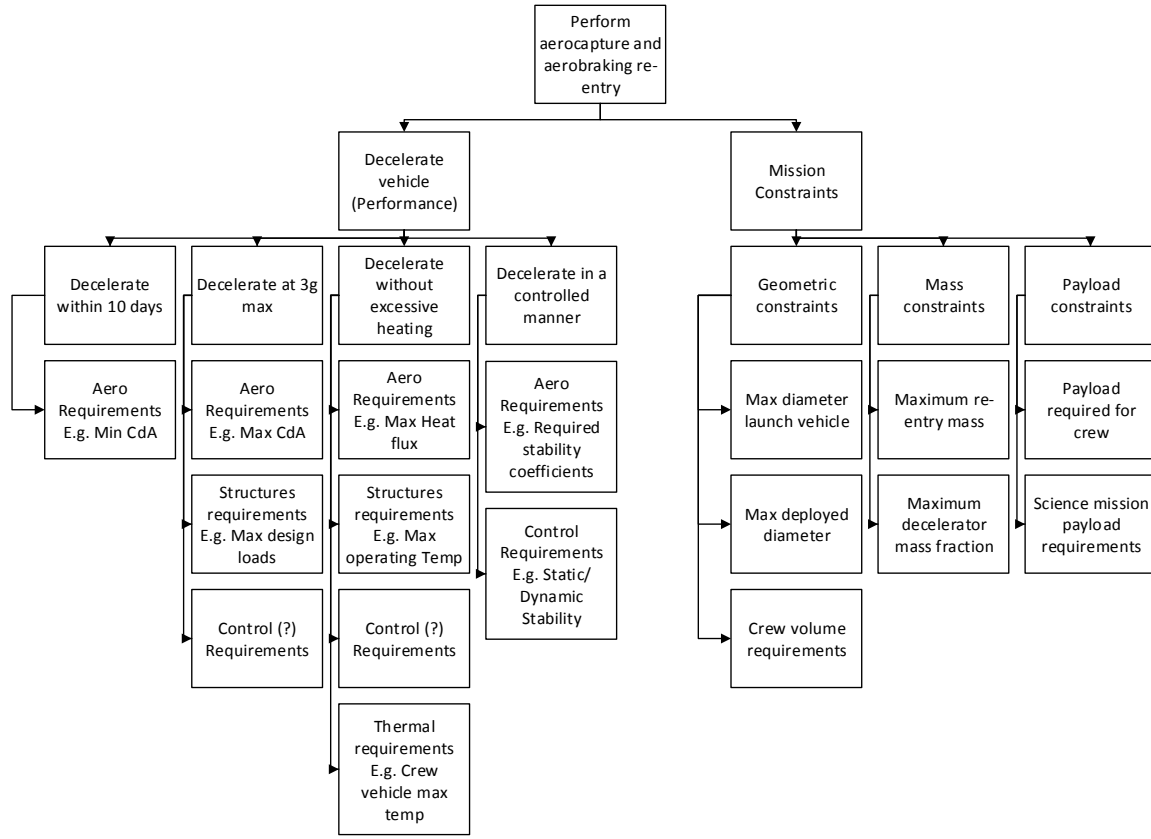 Perform
aerocapture and
aerobraking re-
entry
Decelerate
vehicle
(Performance)
Mission
Constraints
Decelerate
within 10 days
Decelerate at 3g
max
Decelerate
without
excessive
heating
Decelerate in a
controlled
manner
Geometric
constraints
Mass
constraints
Payload
constraints
Aero
Requirements
E.g. Min CdA
Aero
Requirements
E.g. Max CdA
Aero
Requirements
E.g. Max Heat
flux
Aero
Requirements
E.g. Required
stability
coefficients
Max diameter
launch vehicle
Maximum re-
entry mass
Payload
required for
crew
Structures
requirements
E.g. Max design
loads
Structures
requirements
E.g. Max
operating Temp
Control
Requirements
E.g. Static/
Dynamic
Stability
Max deployed
diameter
Maximum
decelerator
mass fraction
Science mission
payload
requirements
Control (?)
Requirements
Control (?)
Requirements
Crew volume
requirements
Thermal
requirements
E.g. Crew
vehicle max
temp